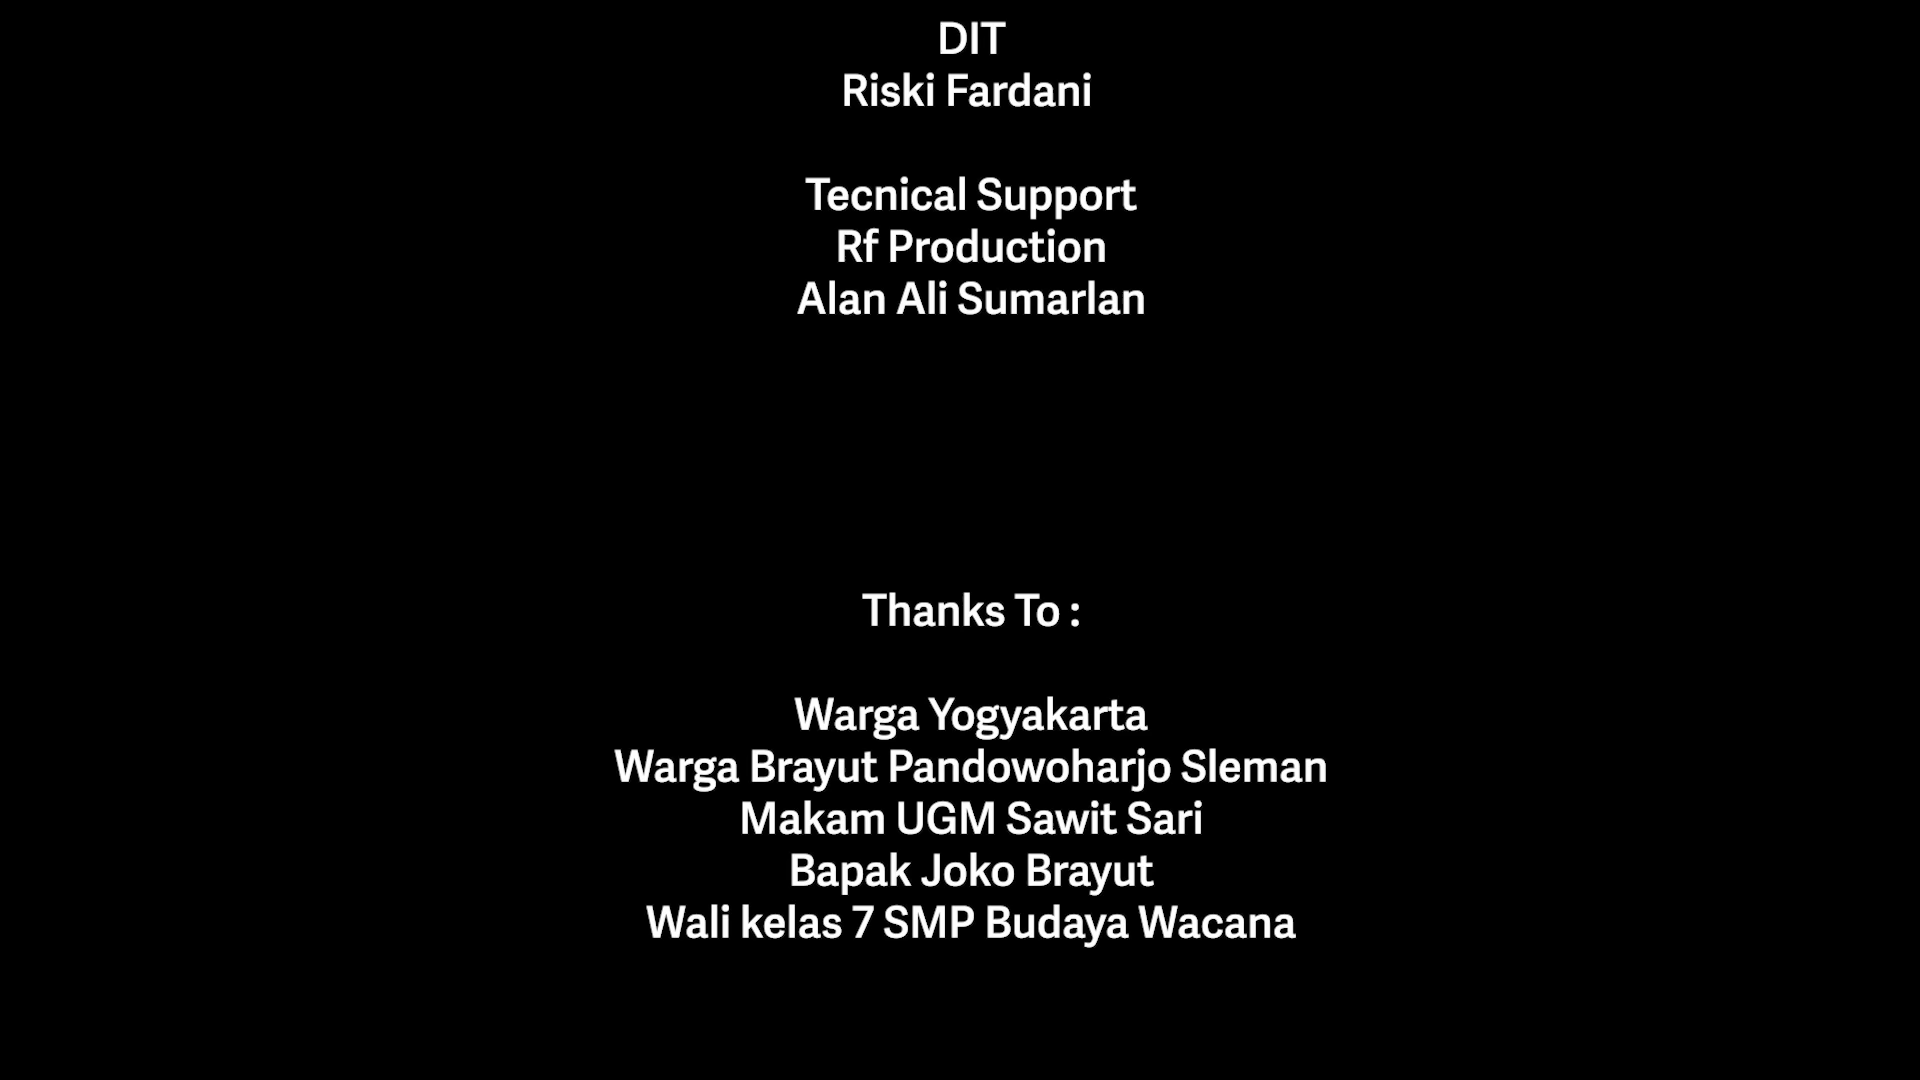 DIT
Riski Fardani
Tecnical Support
Rf Production
Alan Ali Sumarlan
Thanks To :
Warga Yogyakarta
Warga Brayut Pandowoharjo Sleman
Makam UGM Sawit Sari
Bapak Joko Brayut
Wali kelas 7 SMP Budaya Wacana